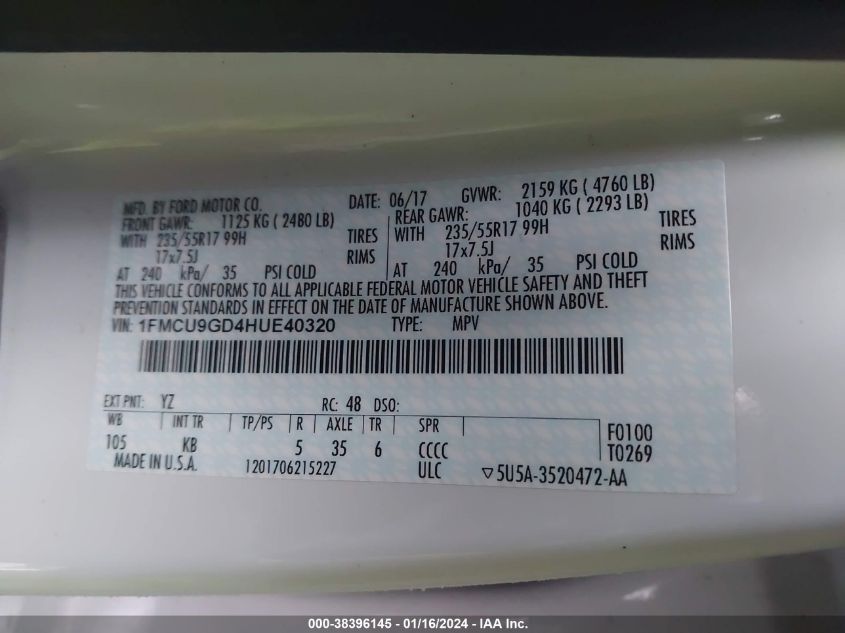 MFD. BY FORD MOTOR CO. DATE: 06/17 GVWR: 2159 KG ( 4760 LB)
FRONT GAWR: 1125 KG ( 2480 LB) REAR GAWR: 1040 KG ( 2293 LB)
WITH 235/55R17 99H TIRES WITH 235/55R17 99H TIRES
17x7.5J RIMS 17x7.5J RIMS
AT 240 kPa/ 35 PSI COLD AT 240 kPa/ 35 PSI COLD
THIS VEHICLE CONFORMS TO ALL APPLICABLE FEDERAL MOTOR VEHICLE SAFETY AND THEFT
PREVENTION STANDARDS IN EFFECT ON THE DATE OF MANUFACTURE SHOWN ABOVE.
VIN: 1FMCU9GD4HUE40320 TYPE: MPV
EXT PNT: YZ RC: 48 DSO:
WB INT TR TP/PS R AXLE TR SPR F0100
105 KB 5 35 6 CCCC T0269
MADE IN U.S.A. 1201706215227 ULC ▽5U5A-3520472-AA
000-38396145 - 01/16/2024 - IAA Inc.